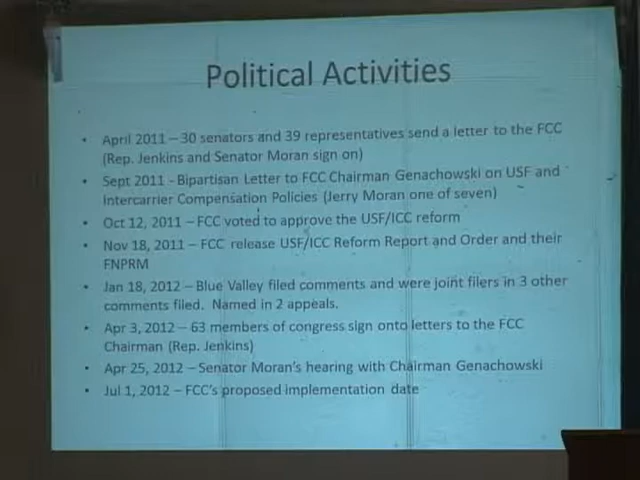 Political Activities
• April 2011 – 30 senators and 39 representatives send a letter to the FCC
(Rep. Jenkins and Senator Moran sign on)
• Sept 2011 - Bipartisan Letter to FCC Chairman Genachowski on USF and
Intercarrier Compensation Policies (Jerry Moran one of seven)
• Oct 12, 2011 – FCC voted to approve the USF/ICC reform
• Nov 18, 2011 – FCC release USF/ICC Reform Report and Order and their
FNPRM
• Jan 18, 2012 – Blue Valley filed comments and were joint filers in 3 other
comments filed. Named in 2 appeals.
• Apr 3, 2012 – 63 members of congress sign onto letters to the FCC
Chairman (Rep. Jenkins)
• Apr 25, 2012 – Senator Moran's hearing with Chairman Genachowski
• Jul 1, 2012 – FCC's proposed implementation date